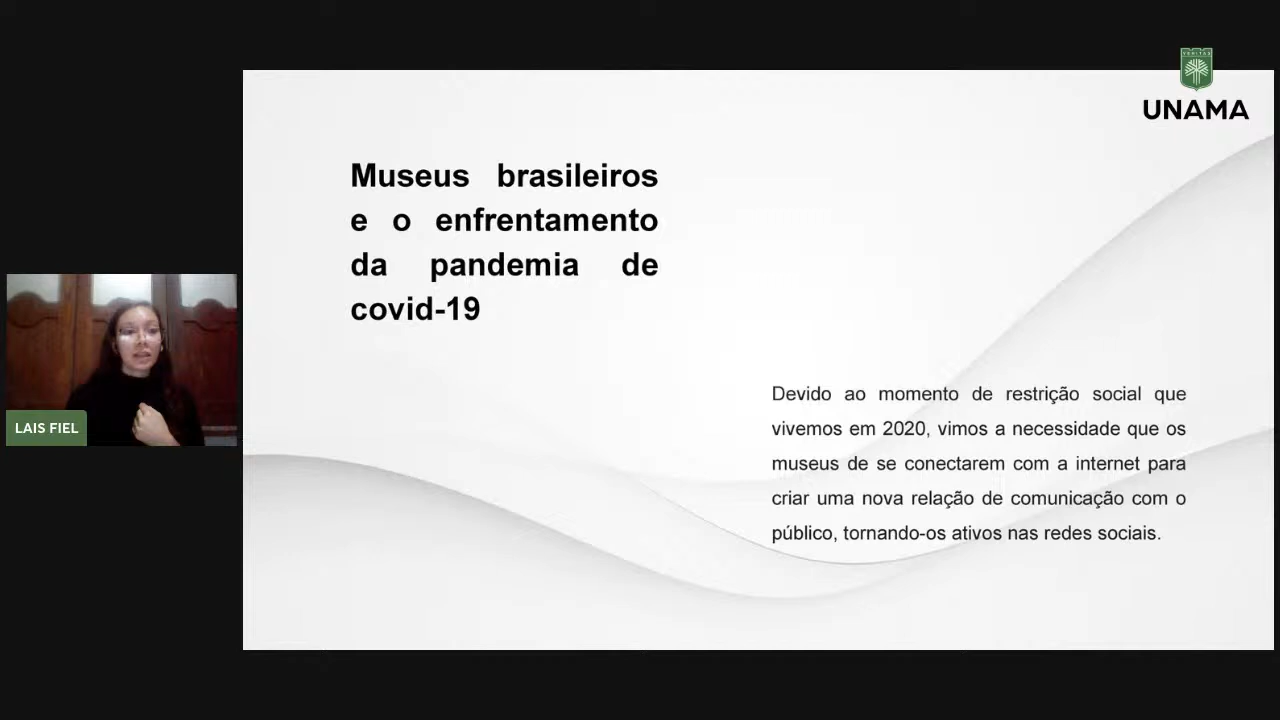 UNAMA
Museus brasileiros
e o enfrentamento
da pandemia de
covid-19
Devido ao momento de restrição social que
vivemos em 2020, vimos a necessidade que os
museus de se conectarem com a internet para
criar uma nova relação de comunicação com o
público, tornando-os ativos nas redes sociais.
LAIS FIEL